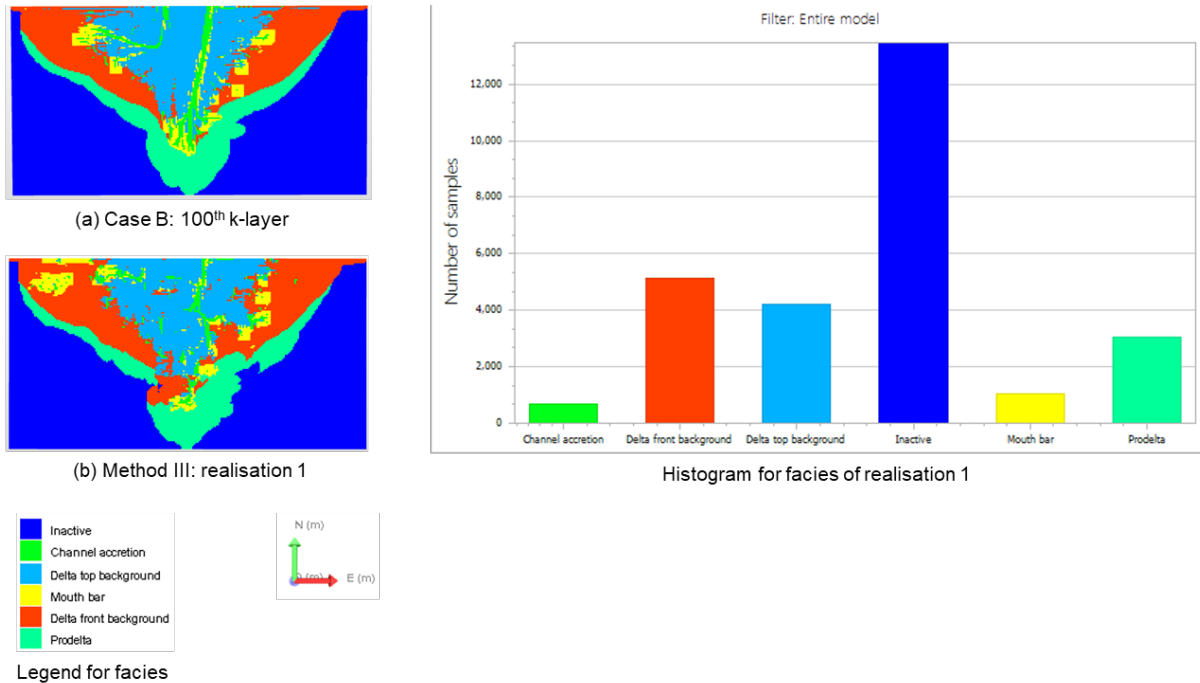 (a) Case B: 100th k-layer
(b) Method III: realisation 1
Filter: Entire model
Number of samples
12,000
10,000
8,000
6,000
4,000
2,000
0
Channel accretion Delta front background Delta top background Inactive Mouth bar Prodelta
Histogram for facies of realisation 1
Inactive
Channel accretion
Delta top background
Mouth bar
Delta front background
Prodelta
Legend for facies
N (m)
E (m)